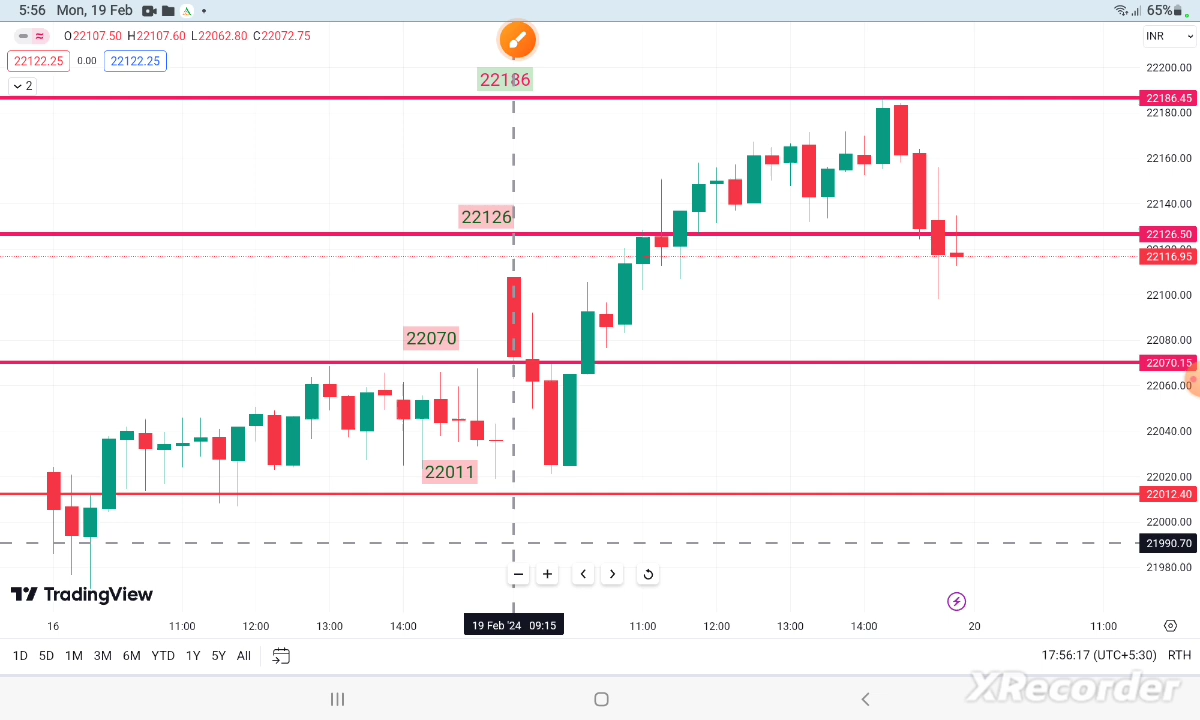 5:56 Mon, 19 Feb 65%
O22107.50 H22107.60 L22062.80 C22072.75
INR
22122.25 0.00 22122.25
2
22186
22126
22070
22011
22200.00
22186.45
22180.00
22160.00
22140.00
22126.50
22116.95
22100.00
22080.00
22070.15
22060.00
22040.00
22020.00
22012.40
22000.00
21990.70
21980.00
TradingView
16 11:00 12:00 13:00 14:00 19 Feb '24 09:15 11:00 12:00 13:00 14:00 20 11:00
1D 5D 1M 3M 6M YTD 1Y 5Y All 17:56:17 (UTC+5:30) RTH
XRecorder